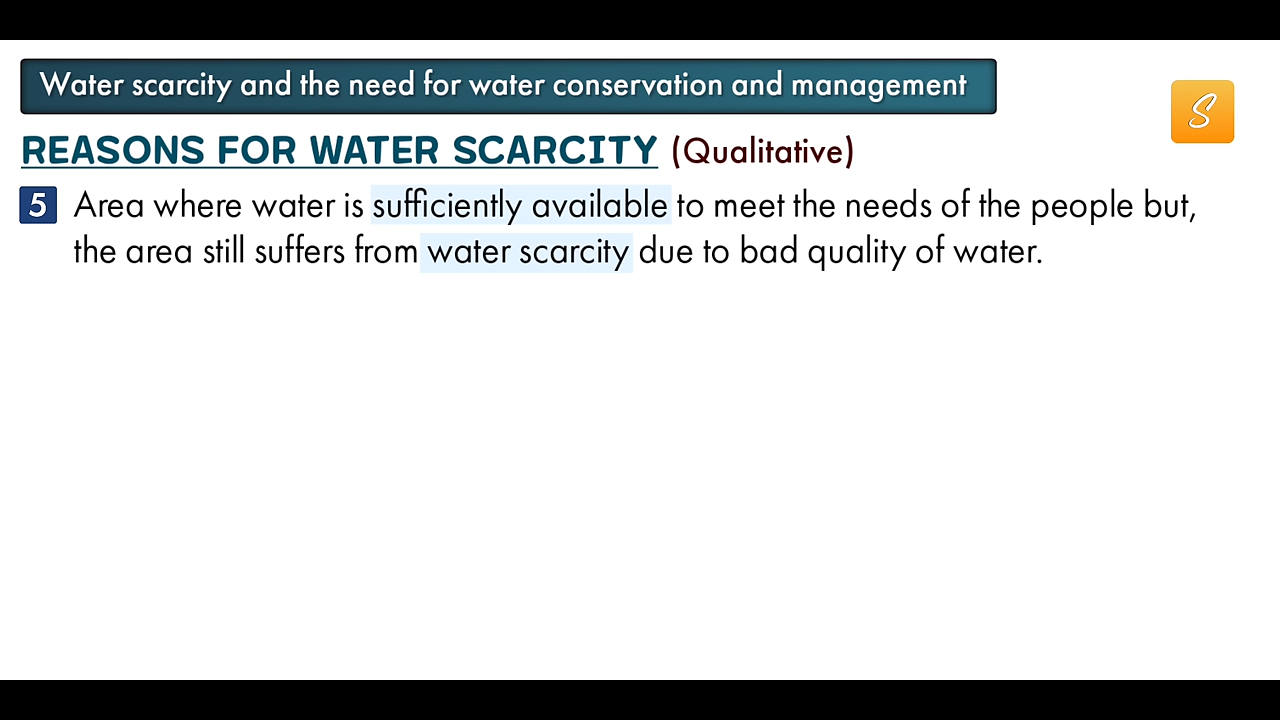 Water scarcity and the need for water conservation and management
S
REASONS FOR WATER SCARCITY (Qualitative)
5 Area where water is sufficiently available to meet the needs of the people but,
the area still suffers from water scarcity due to bad quality of water.